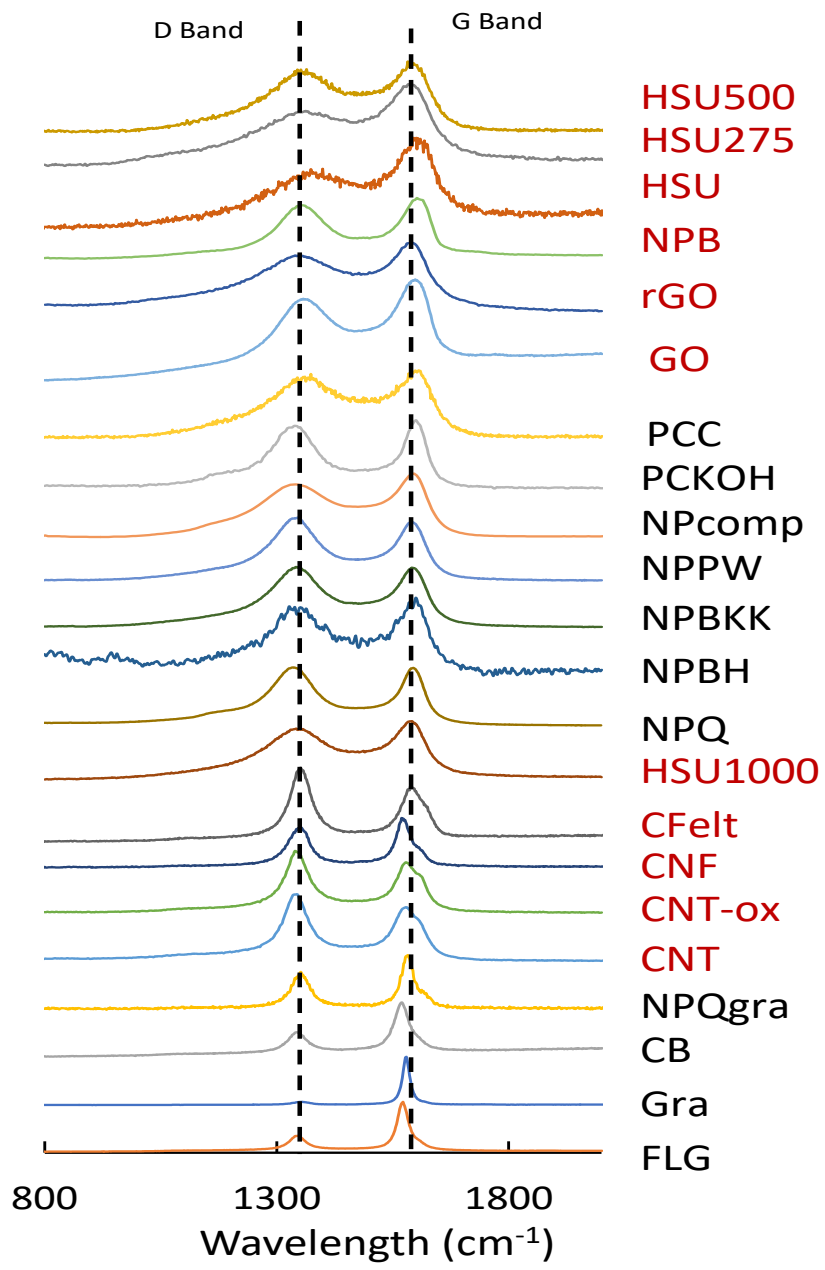 D Band
G Band
HSU500
HSU275
HSU
NPB
rGO
GO
PCC
PCKOH
NPcomp
NPPW
NPBKK
NPBH
NPQ
HSU1000
CFelt
CNF
CNT-ox
CNT
NPQgra
CB
Gra
FLG
800 1300 1800
Wavelength (cm⁻¹)